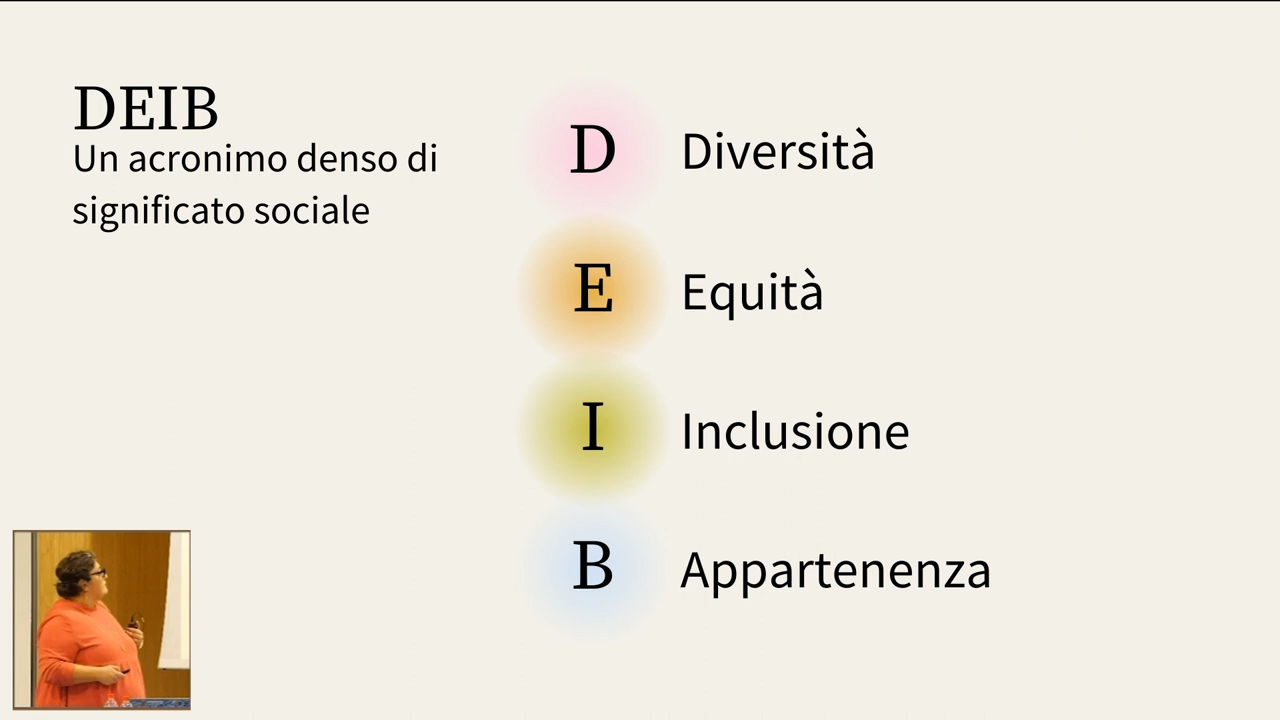 DEIB
Un acronimo denso di
significato sociale
D Diversità
E Equità
I Inclusione
B Appartenenza